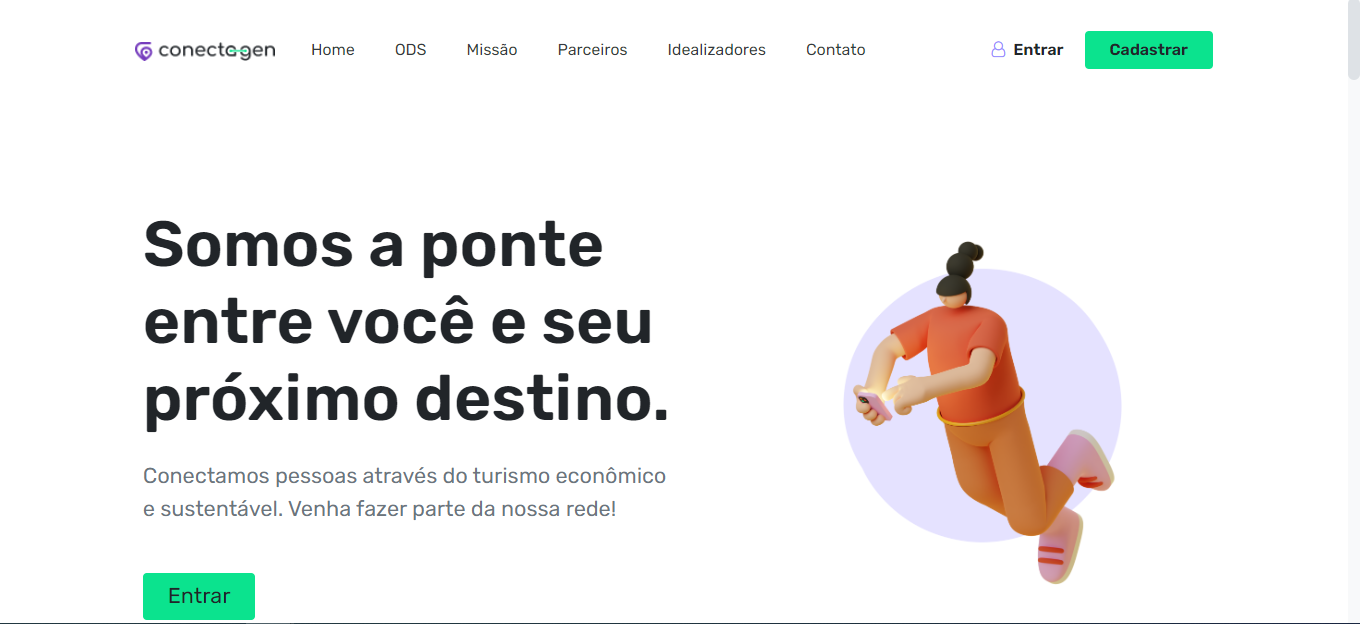 conectagen Home ODS Missão Parceiros Idealizadores Contato Entrar Cadastrar
Somos a ponte
entre você e seu
próximo destino.
Conectamos pessoas através do turismo econômico
e sustentável. Venha fazer parte da nossa rede!
Entrar